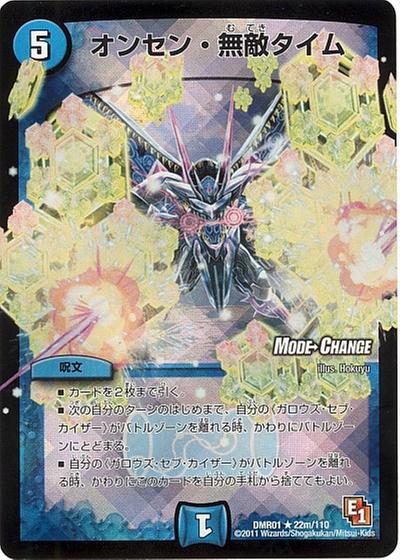 5
むてき
オンセン・無敵タイム
MODE CHANGE
illus. Hokuyu
呪文
■ カードを2枚まで引く。
■ 次の自分のターンのはじめまで、自分の《ガロウズ・セブ・
カイザー》がバトルゾーンを離れる時、かわりにバトルゾー
ンにとどまる。
■ 自分の《ガロウズ・セブ・カイザー》がバトルゾーンを離れ
る時、かわりにこのカードを自分の手札から捨ててもよい。
1
DMR01 ★ 22m/110
©2011 Wizards/Shogakukan/Mitsui-Kids
E1